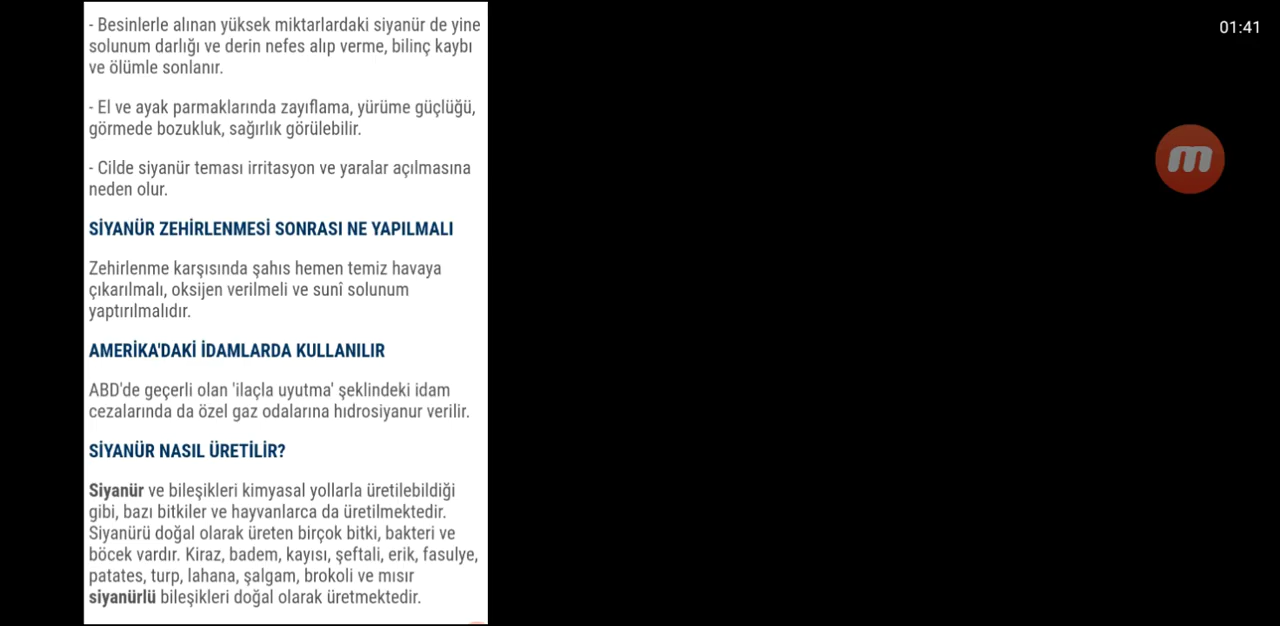 - Besinlerle alınan yüksek miktarlardaki siyanür de yine
solunum darlığı ve derin nefes alıp verme, bilinç kaybı
ve ölümle sonlanır.
- El ve ayak parmaklarında zayıflama, yürüme güçlüğü,
görmede bozukluk, sağırlık görülebilir.
- Cilde siyanür teması irritasyon ve yaralar açılmasına
neden olur.
SİYANÜR ZEHİRLENMESİ SONRASI NE YAPILMALI
Zehirlenme karşısında şahıs hemen temiz havaya
çıkarılmalı, oksijen verilmeli ve sunî solunum
yaptırılmalıdır.
AMERİKA'DAKİ İDAMLARDA KULLANILIR
ABD'de geçerli olan 'ilaçla uyutma' şeklindeki idam
cezalarında da özel gaz odalarına hıdrosiyanur verilir.
SİYANÜR NASIL ÜRETİLİR?
Siyanür ve bileşikleri kimyasal yollarla üretilebildiği
gibi, bazı bitkiler ve hayvanlarca da üretilmektedir.
Siyanürü doğal olarak üreten birçok bitki, bakteri ve
böcek vardır. Kiraz, badem, kayısı, şeftali, erik, fasulye,
patates, turp, lahana, şalgam, brokoli ve mısır
siyanürlü bileşikleri doğal olarak üretmektedir.
01:41
m